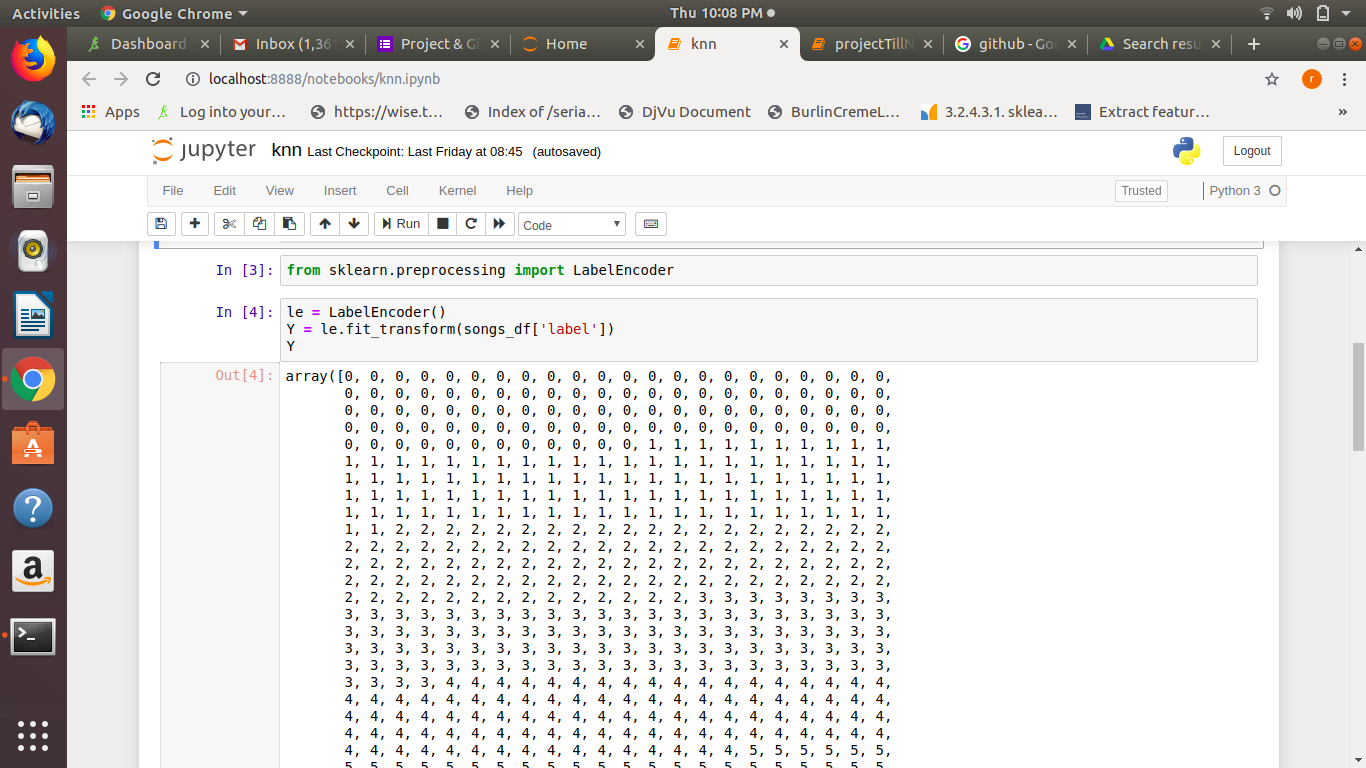 Activities Google Chrome Thu 10:08 PM
Dashboard Inbox (1,36 Project & Gi Home knn projectTillN github - Goo Search resu
localhost:8888/notebooks/knn.ipynb r
Apps Log into your… https://wise.t… Index of /seria… DjVu Document BurlinCremeL… 3.2.4.3.1. sklea… Extract featur… »
jupyter knn Last Checkpoint: Last Friday at 08:45 (autosaved) Logout
File Edit View Insert Cell Kernel Help Trusted Python 3
Run Code
In [3]: from sklearn.preprocessing import LabelEncoder
In [4]: le = LabelEncoder()
Y = le.fit_transform(songs_df['label'])
Y
Out[4]: array([0, 0, 0, 0, 0, 0, 0, 0, 0, 0, 0, 0, 0, 0, 0, 0, 0, 0, 0, 0, 0, 0,
0, 0, 0, 0, 0, 0, 0, 0, 0, 0, 0, 0, 0, 0, 0, 0, 0, 0, 0, 0, 0, 0,
0, 0, 0, 0, 0, 0, 0, 0, 0, 0, 0, 0, 0, 0, 0, 0, 0, 0, 0, 0, 0, 0,
0, 0, 0, 0, 0, 0, 0, 0, 0, 0, 0, 0, 0, 0, 0, 0, 0, 0, 0, 0, 0, 0,
0, 0, 0, 0, 0, 0, 0, 0, 0, 0, 0, 0, 1, 1, 1, 1, 1, 1, 1, 1, 1, 1,
1, 1, 1, 1, 1, 1, 1, 1, 1, 1, 1, 1, 1, 1, 1, 1, 1, 1, 1, 1, 1, 1,
1, 1, 1, 1, 1, 1, 1, 1, 1, 1, 1, 1, 1, 1, 1, 1, 1, 1, 1, 1, 1, 1,
1, 1, 1, 1, 1, 1, 1, 1, 1, 1, 1, 1, 1, 1, 1, 1, 1, 1, 1, 1, 1, 1,
1, 1, 1, 1, 1, 1, 1, 1, 1, 1, 1, 1, 1, 1, 1, 1, 1, 1, 1, 1, 1, 1,
1, 1, 2, 2, 2, 2, 2, 2, 2, 2, 2, 2, 2, 2, 2, 2, 2, 2, 2, 2, 2, 2,
2, 2, 2, 2, 2, 2, 2, 2, 2, 2, 2, 2, 2, 2, 2, 2, 2, 2, 2, 2, 2, 2,
2, 2, 2, 2, 2, 2, 2, 2, 2, 2, 2, 2, 2, 2, 2, 2, 2, 2, 2, 2, 2, 2,
2, 2, 2, 2, 2, 2, 2, 2, 2, 2, 2, 2, 2, 2, 2, 2, 2, 2, 2, 2, 2, 2,
2, 2, 2, 2, 2, 2, 2, 2, 2, 2, 2, 2, 2, 2, 3, 3, 3, 3, 3, 3, 3, 3,
3, 3, 3, 3, 3, 3, 3, 3, 3, 3, 3, 3, 3, 3, 3, 3, 3, 3, 3, 3, 3, 3,
3, 3, 3, 3, 3, 3, 3, 3, 3, 3, 3, 3, 3, 3, 3, 3, 3, 3, 3, 3, 3, 3,
3, 3, 3, 3, 3, 3, 3, 3, 3, 3, 3, 3, 3, 3, 3, 3, 3, 3, 3, 3, 3, 3,
3, 3, 3, 3, 3, 3, 3, 3, 3, 3, 3, 3, 3, 3, 3, 3, 3, 3, 3, 3, 3, 3,
3, 3, 3, 3, 4, 4, 4, 4, 4, 4, 4, 4, 4, 4, 4, 4, 4, 4, 4, 4, 4, 4,
4, 4, 4, 4, 4, 4, 4, 4, 4, 4, 4, 4, 4, 4, 4, 4, 4, 4, 4, 4, 4, 4,
4, 4, 4, 4, 4, 4, 4, 4, 4, 4, 4, 4, 4, 4, 4, 4, 4, 4, 4, 4, 4, 4,
4, 4, 4, 4, 4, 4, 4, 4, 4, 4, 4, 4, 4, 4, 4, 4, 4, 4, 4, 4, 4, 4,
4, 4, 4, 4, 4, 4, 4, 4, 4, 4, 4, 4, 4, 4, 4, 4, 5, 5, 5, 5, 5, 5,